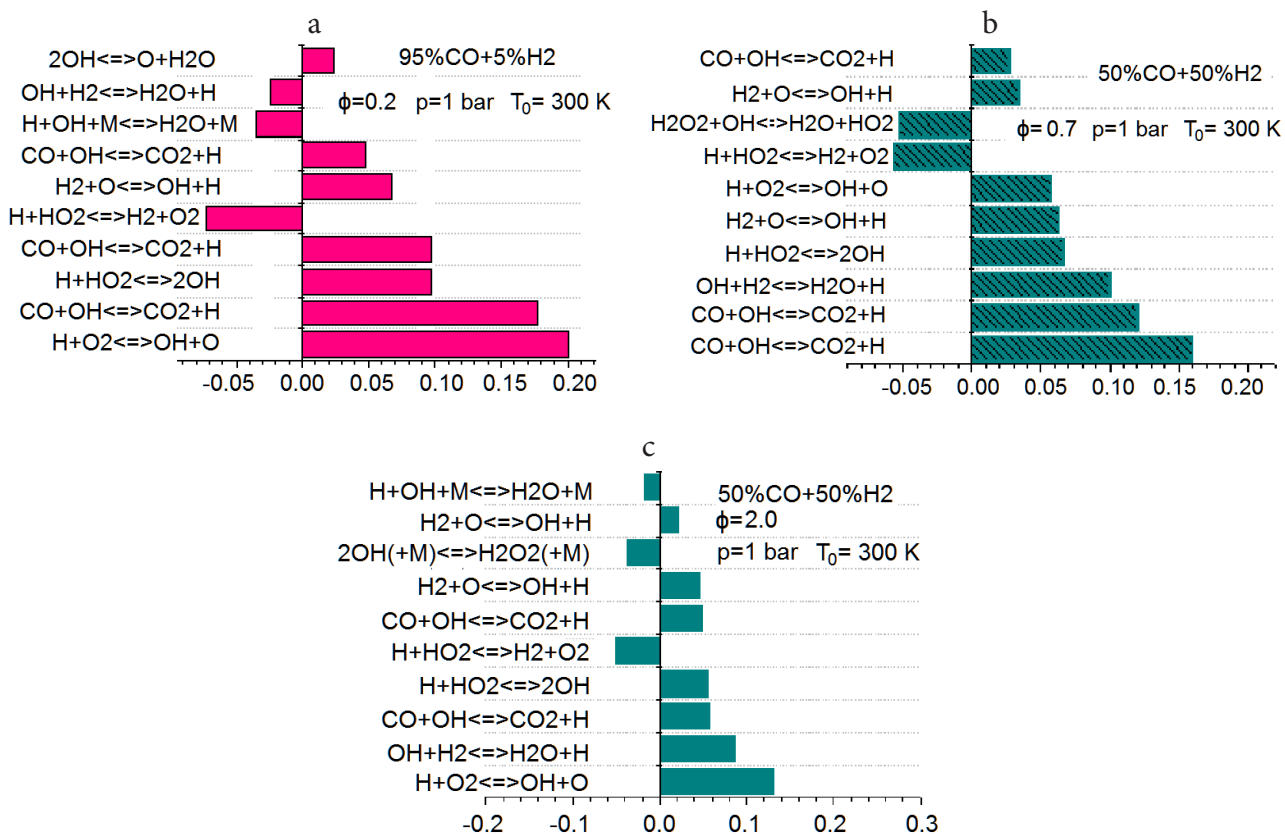 a
95%CO+5%H2
ϕ=0.2 p=1 bar T₀= 300 K
2OH<=>O+H2O
OH+H2<=>H2O+H
H+OH+M<=>H2O+M
CO+OH<=>CO2+H
H2+O<=>OH+H
H+HO2<=>H2+O2
CO+OH<=>CO2+H
H+HO2<=>2OH
CO+OH<=>CO2+H
H+O2<=>OH+O
-0.05 0.00 0.05 0.10 0.15 0.20
b
50%CO+50%H2
ϕ= 0.7 p=1 bar T₀= 300 K
CO+OH<=>CO2+H
H2+O<=>OH+H
H2O2+OH<=>H2O+HO2
H+HO2<=>H2+O2
H+O2<=>OH+O
H2+O<=>OH+H
H+HO2<=>2OH
OH+H2<=>H2O+H
CO+OH<=>CO2+H
CO+OH<=>CO2+H
-0.05 0.00 0.05 0.10 0.15 0.20
c
50%CO+50%H2
ϕ=2.0
p=1 bar T₀= 300 K
H+OH+M<=>H2O+M
H2+O<=>OH+H
2OH(+M)<=>H2O2(+M)
H2+O<=>OH+H
CO+OH<=>CO2+H
H+HO2<=>H2+O2
H+HO2<=>2OH
CO+OH<=>CO2+H
OH+H2<=>H2O+H
H+O2<=>OH+O
-0.2 -0.1 0.0 0.1 0.2 0.3